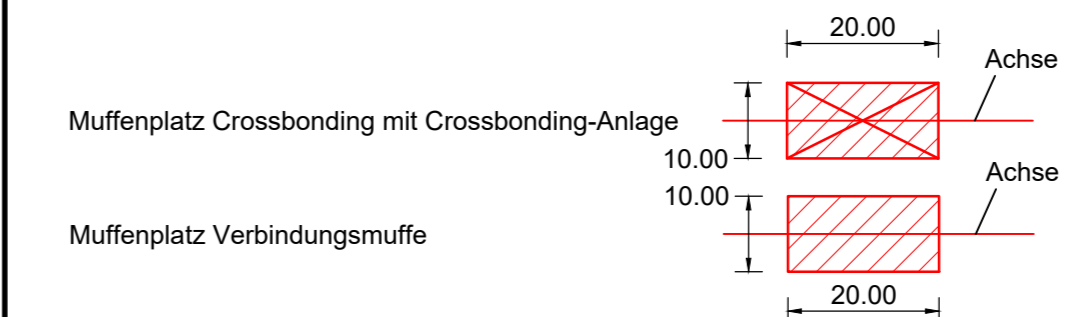 20.00
Achse
Muffenplatz Crossbonding mit Crossbonding-Anlage
10.00
Achse
10.00
Muffenplatz Verbindungsmuffe
20.00